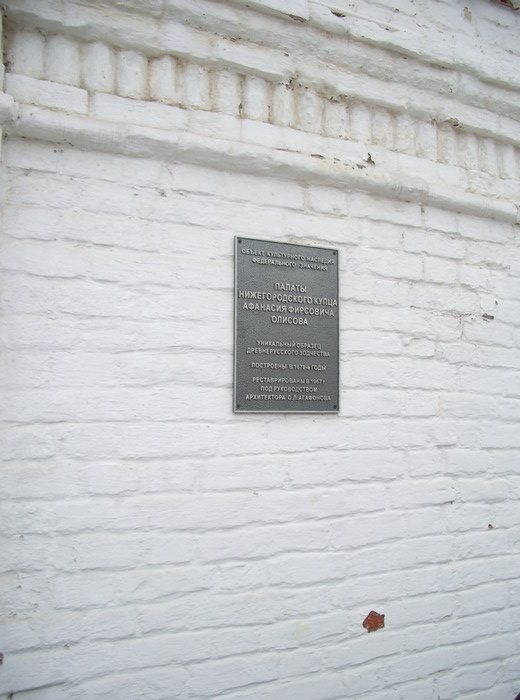 ОБЪЕКТ КУЛЬТУРНОГО НАСЛЕДИЯ
ФЕДЕРАЛЬНОГО ЗНАЧЕНИЯ
ПАЛАТЫ
НИЖЕГОРОДСКОГО КУПЦА
АФАНАСИЯ ФИРСОВИЧА
ОЛИСОВА
УНИКАЛЬНЫЙ ОБРАЗЕЦ
ДРЕВНЕРУССКОГО ЗОДЧЕСТВА
ПОСТРОЕНЫ В 1670-е ГОДЫ
РЕСТАВРИРОВАНЫ В 1967 г
ПОД РУКОВОДСТВОМ
АРХИТЕКТОРА С.Л.АГАФОНОВА